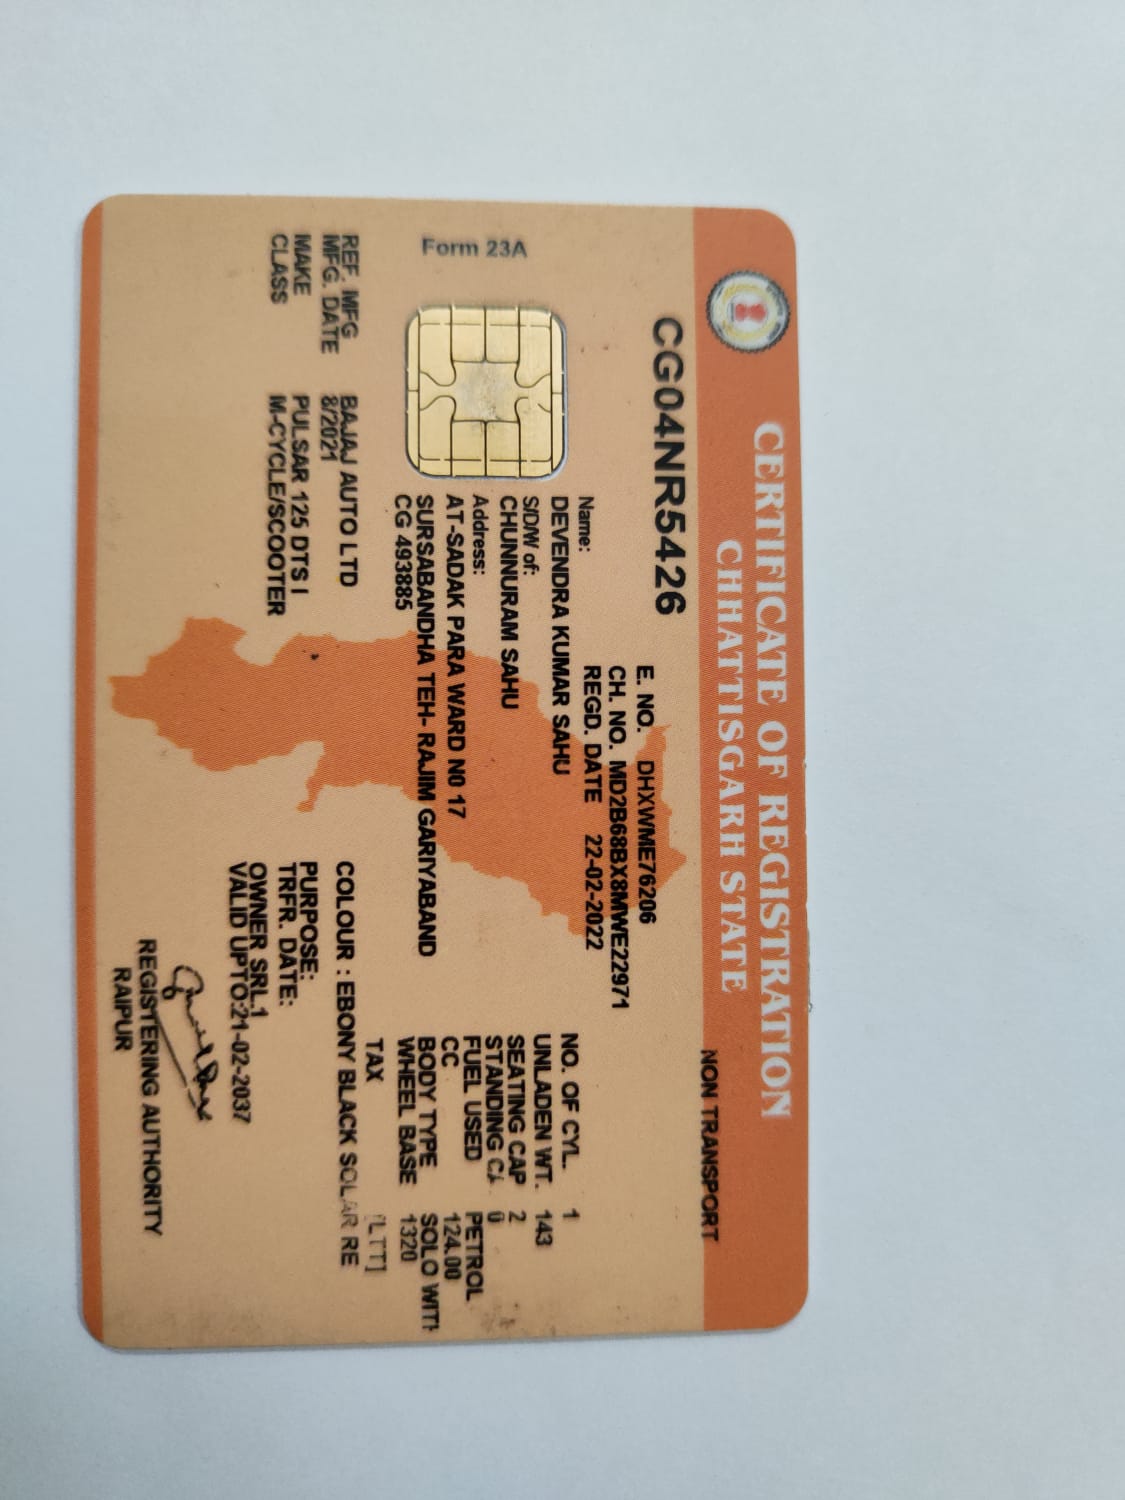 CERTIFICATE OF REGISTRATION
CHHATTISGARH STATE
NON TRANSPORT
CG04NR5426
E. NO. DHXWME76206
CH. NO. MD2B68BX8MWE22971
REGD. DATE 22-02-2022
Form 23A
Name:
DEVENDRA KUMAR SAHU
S/D/W of:
CHUNNURAM SAHU
Address:
AT-SADAK PARA WARD N0 17
SURSABANDHA TEH- RAJIM GARIYABAND
CG 493885
NO. OF CYL. 1
UNLADEN WT. 143
SEATING CAP 2
STANDING CA 0
FUEL USED PETROL
CC 124.00
BODY TYPE SOLO WITH
WHEEL BASE 1320
TAX [LTT]
REF. MFG BAJAJ AUTO LTD
MFG. DATE 8/2021
MAKE PULSAR 125 DTS I
CLASS M-CYCLE/SCOOTER
COLOUR : EBONY BLACK SOLAR RE
PURPOSE:
TRFR. DATE:
OWNER SRL.1
VALID UPTO:21-02-2037
REGISTERING AUTHORITY
RAIPUR